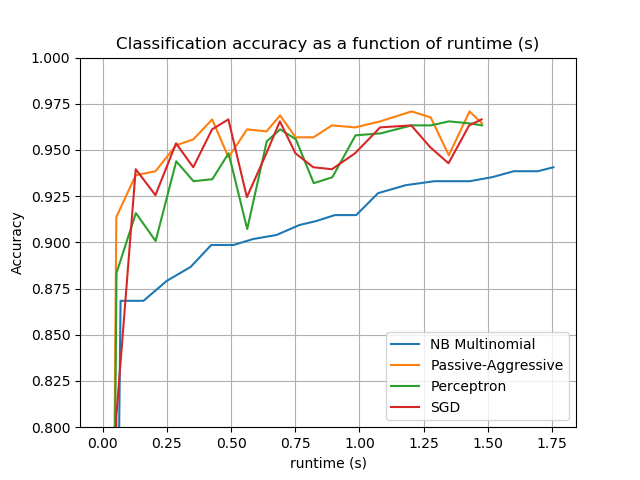 Classification accuracy as a function of runtime (s)
1.000
0.975
0.950
0.925
0.900
0.875
0.850
0.825
0.800
Accuracy
NB Multinomial
Passive-Aggressive
Perceptron
SGD
0.00 0.25 0.50 0.75 1.00 1.25 1.50 1.75
runtime (s)